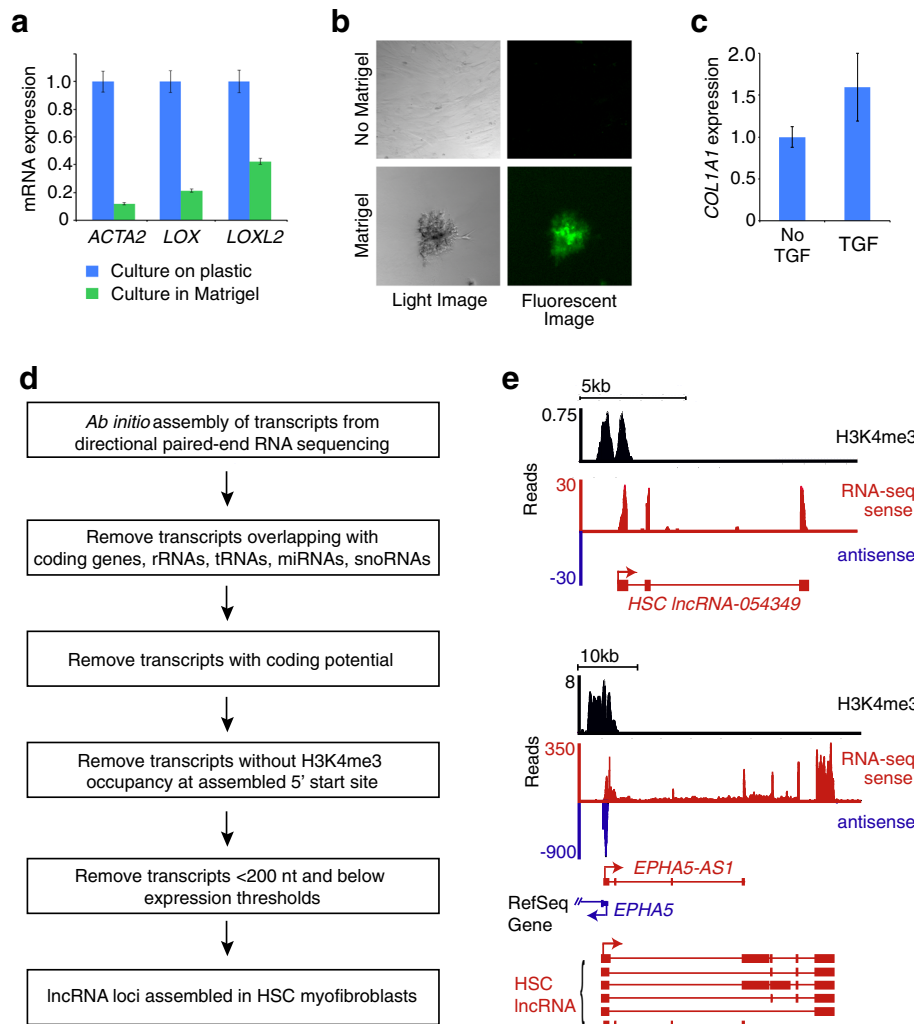 a
mRNA expression
1.0
0.8
0.6
0.4
0.2
0
ACTA2 LOX LOXL2
Culture on plastic
Culture in Matrigel
b
No Matrigel
Matrigel
Light Image
Fluorescent
Image
c
COL1A1 expression
2.0
1.5
1.0
0.5
0.0
No
TGF
TGF
d
Ab initio assembly of transcripts from
directional paired-end RNA sequencing
Remove transcripts overlapping with
coding genes, rRNAs, tRNAs, miRNAs, snoRNAs
Remove transcripts with coding potential
Remove transcripts without H3K4me3
occupancy at assembled 5' start site
Remove transcripts <200 nt and below
expression thresholds
lncRNA loci assembled in HSC myofibroblasts
e
5kb
0.75
H3K4me3
Reads
30
RNA-seq
sense
antisense
-30
HSC lncRNA-054349
10kb
8
H3K4me3
Reads
350
RNA-seq
sense
antisense
-900
EPHA5-AS1
RefSeq
Gene
EPHA5
HSC
lncRNA